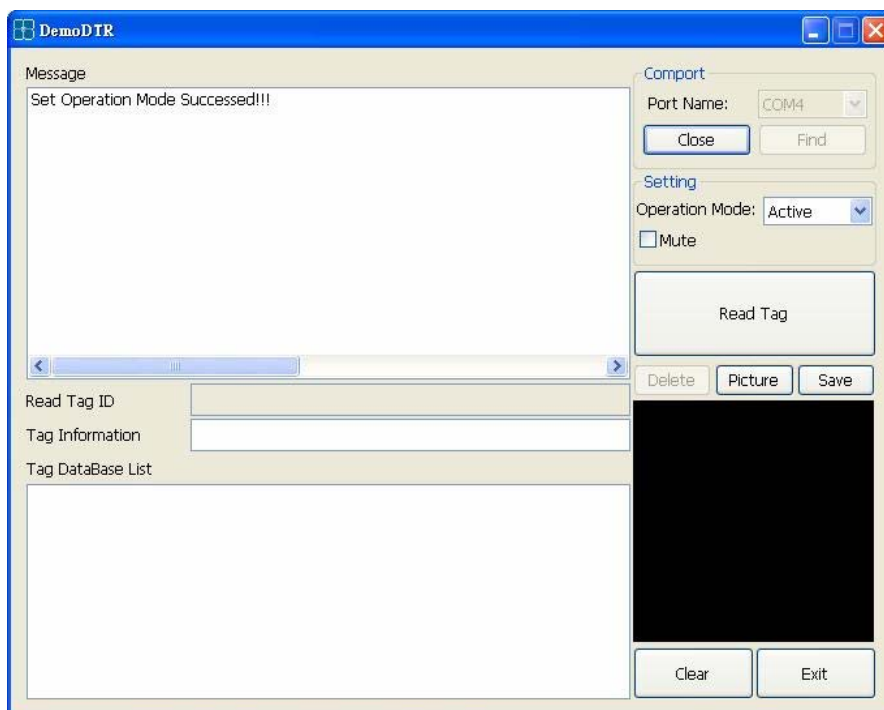 DemoDTR
Message
Set Operation Mode Successed!!!
Read Tag ID
Tag Information
Tag DataBase List
Comport
Port Name: COM4
Close Find
Setting
Operation Mode: Active
Mute
Read Tag
Delete Picture Save
Clear Exit